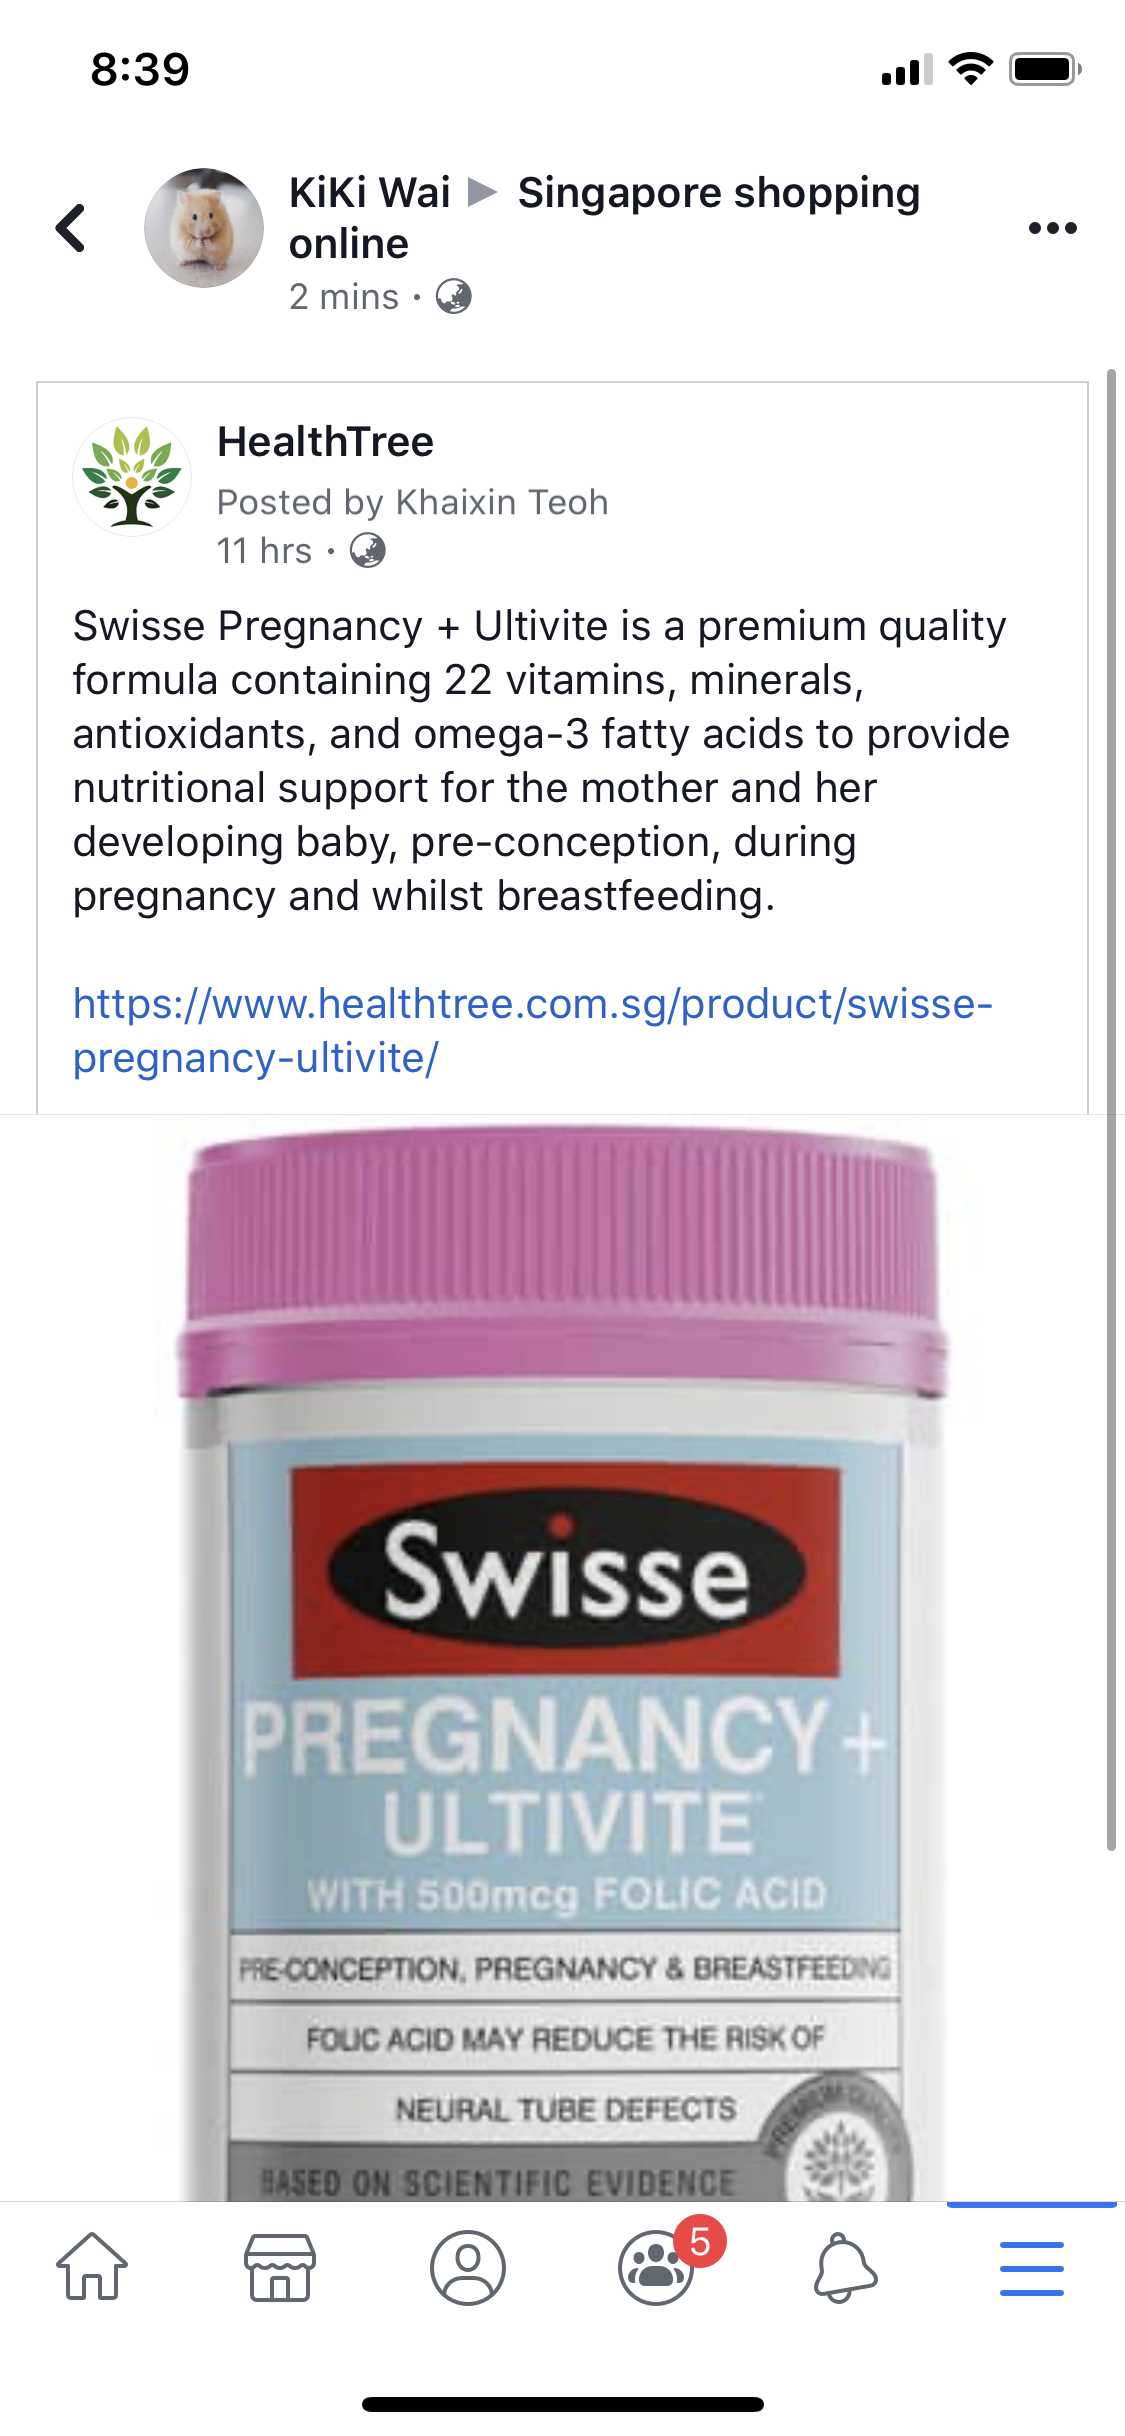 8:39
KiKi Wai ▶ Singapore shopping
online
2 mins ·
HealthTree
Posted by Khaixin Teoh
11 hrs ·
Swisse Pregnancy + Ultivite is a premium quality
formula containing 22 vitamins, minerals,
antioxidants, and omega-3 fatty acids to provide
nutritional support for the mother and her
developing baby, pre-conception, during
pregnancy and whilst breastfeeding.
https://www.healthtree.com.sg/product/swisse-
pregnancy-ultivite/
Swisse
PREGNANCY+
ULTIVITE
WITH 500mcg FOLIC ACID
PRE-CONCEPTION, PREGNANCY & BREASTFEEDING
FOLIC ACID MAY REDUCE THE RISK OF
NEURAL TUBE DEFECTS
BASED ON SCIENTIFIC EVIDENCE
5